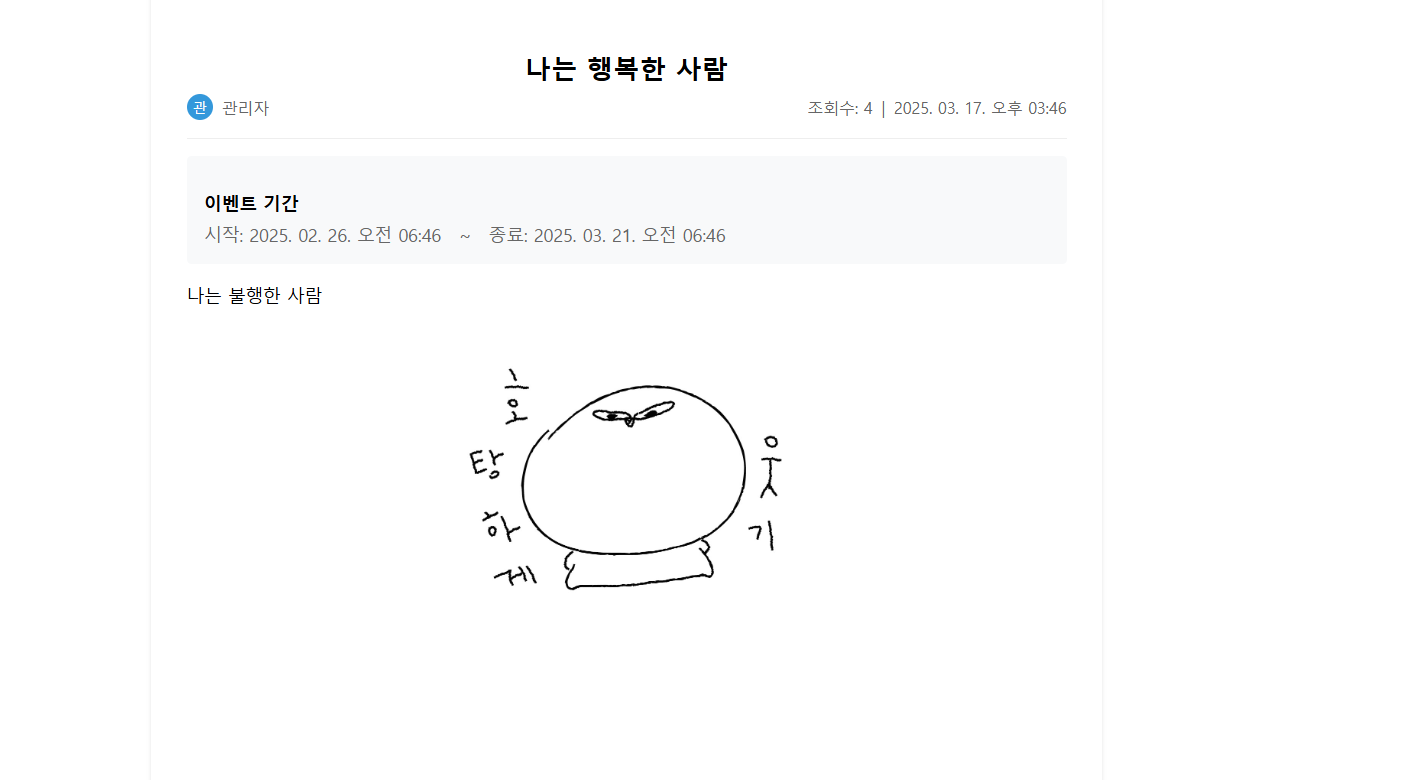 나는 행복한 사람
관 관리자
조회수: 4 | 2025. 03. 17. 오후 03:46
이벤트 기간
시작: 2025. 02. 26. 오전 06:46 ~ 종료: 2025. 03. 21. 오전 06:46
나는 불행한 사람
탕
하
게
웃
기